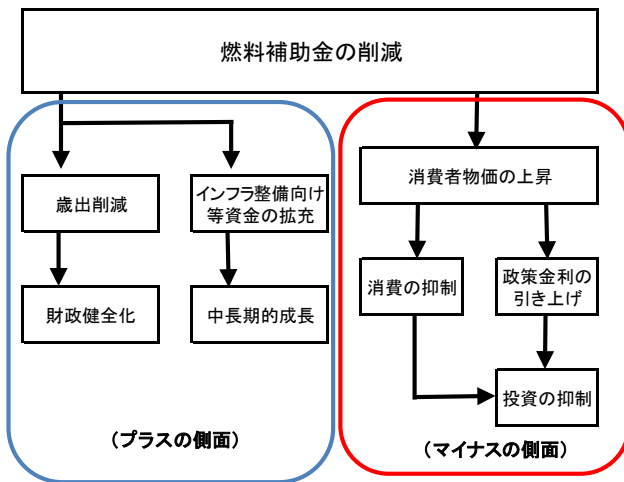 燃料補助金の削減
歳出削減
インフラ整備向け
等資金の拡充
財政健全化
中長期的成長
（プラスの側面）
消費者物価の上昇
消費の抑制
政策金利の
引き上げ
投資の抑制
（マイナスの側面）